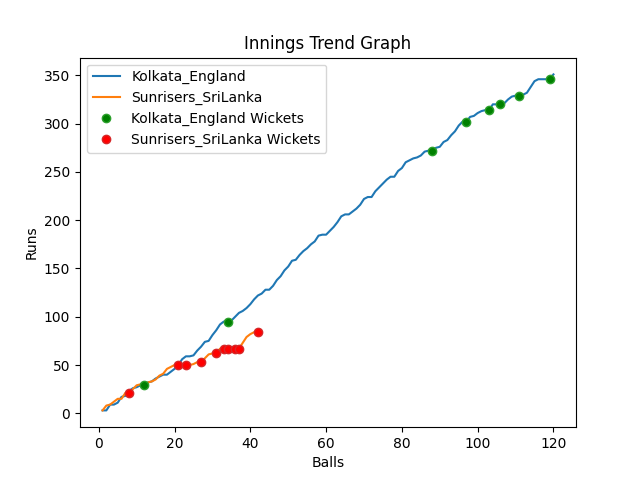 Innings Trend Graph
Kolkata_England
Sunrisers_SriLanka
Kolkata_England Wickets
Sunrisers_SriLanka Wickets
Runs
350
300
250
200
150
100
50
0
0 20 40 60 80 100 120
Balls